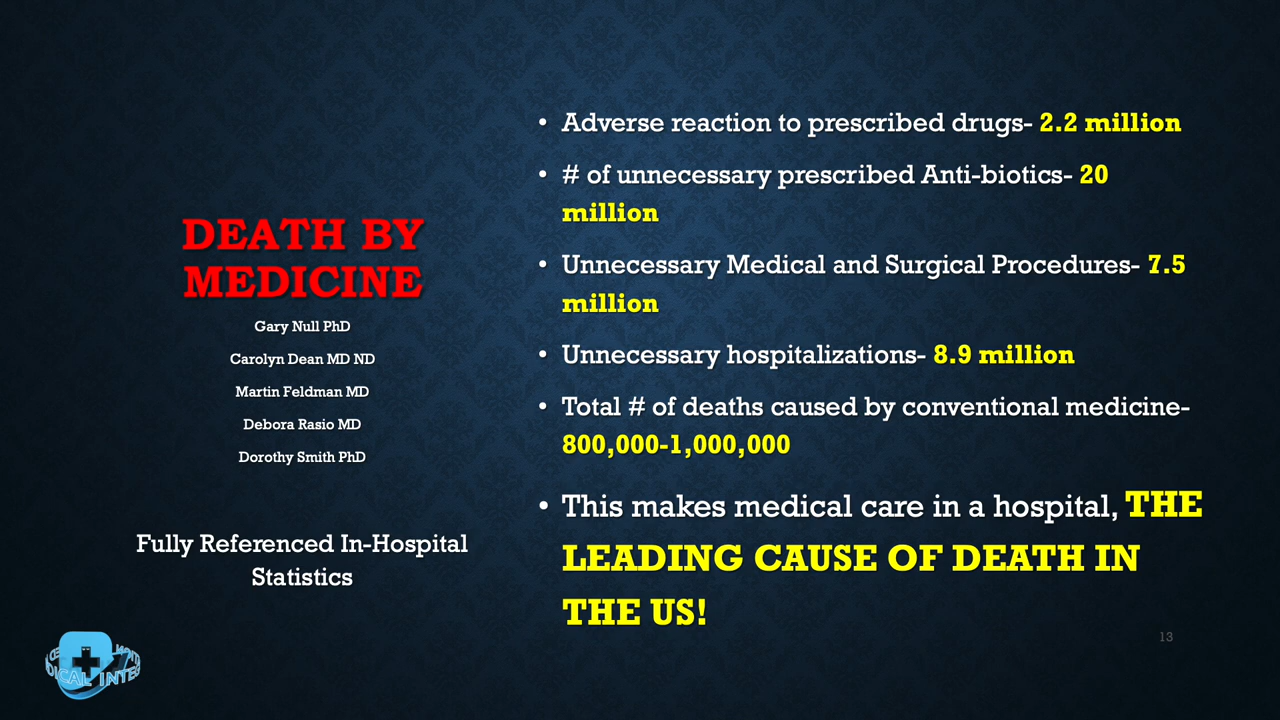 DEATH BY
MEDICINE
Gary Null PhD
Carolyn Dean MD ND
Martin Feldman MD
Debora Rasio MD
Dorothy Smith PhD
Fully Referenced In-Hospital
Statistics
• Adverse reaction to prescribed drugs- 2.2 million
• # of unnecessary prescribed Anti-biotics- 20
million
• Unnecessary Medical and Surgical Procedures- 7.5
million
• Unnecessary hospitalizations- 8.9 million
• Total # of deaths caused by conventional medicine-
800,000-1,000,000
• This makes medical care in a hospital, THE
LEADING CAUSE OF DEATH IN
THE US!
13